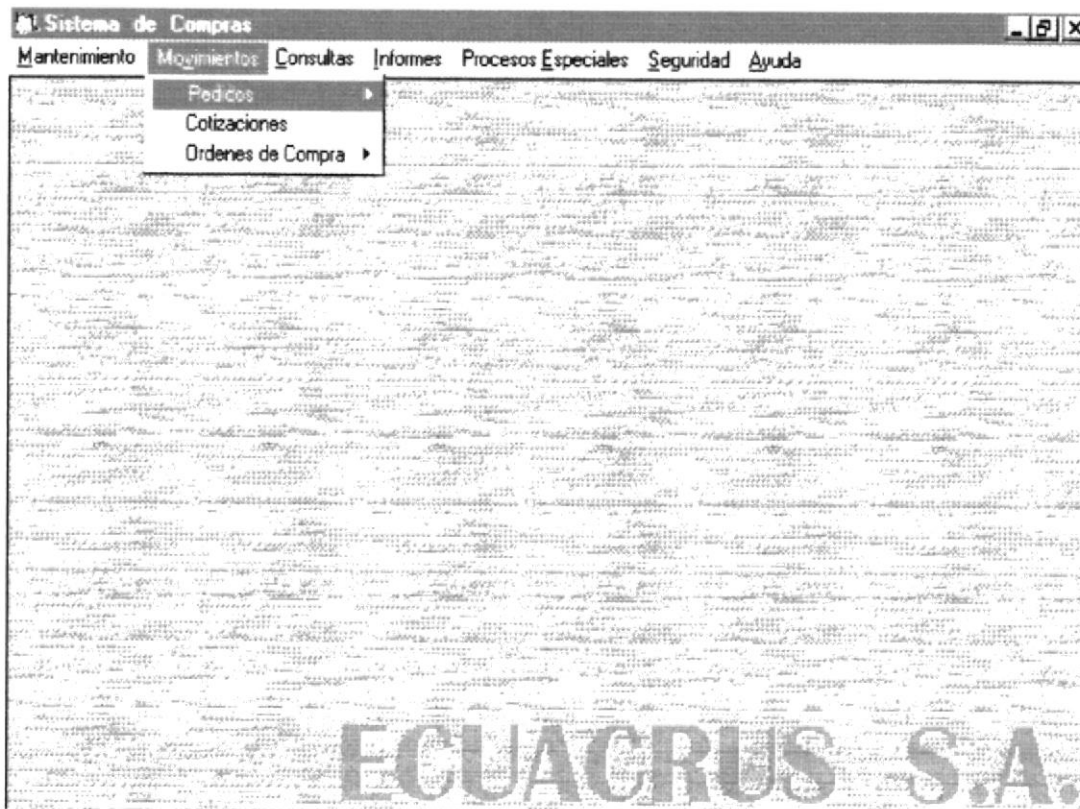 Sistema de Compras
Mantenimiento Movimientos Consultas Informes Procesos Especiales Seguridad Ayuda
Pedidos
Cotizaciones
Ordenes de Compra
ECUACRUS S.A.